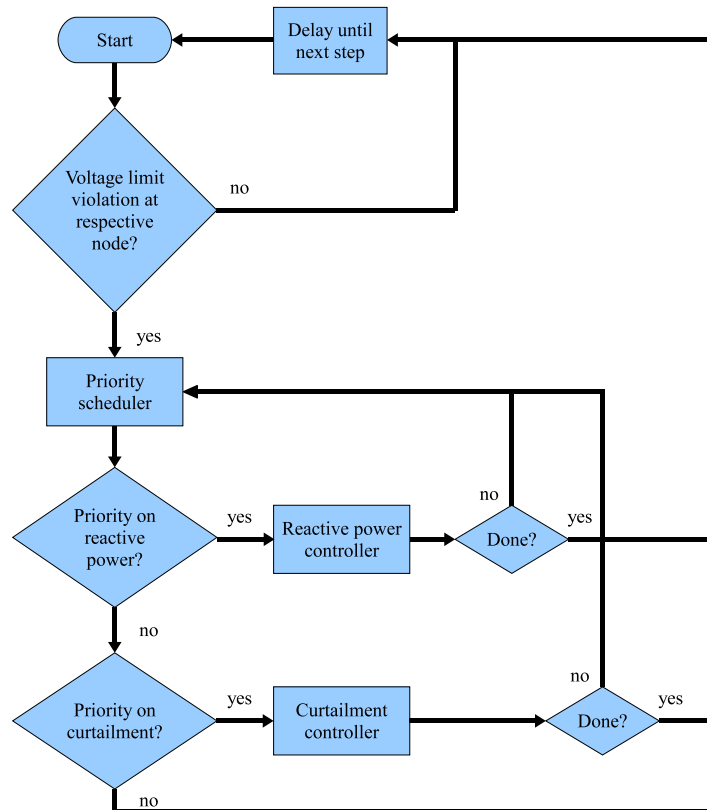 Start
Delay until
next step
Voltage limit
violation at
respective
node?
no
yes
Priority
scheduler
Priority on
reactive
power?
yes
Reactive power
controller
no
Done?
yes
no
Priority on
curtailment?
yes
Curtailment
controller
no
Done?
yes
no